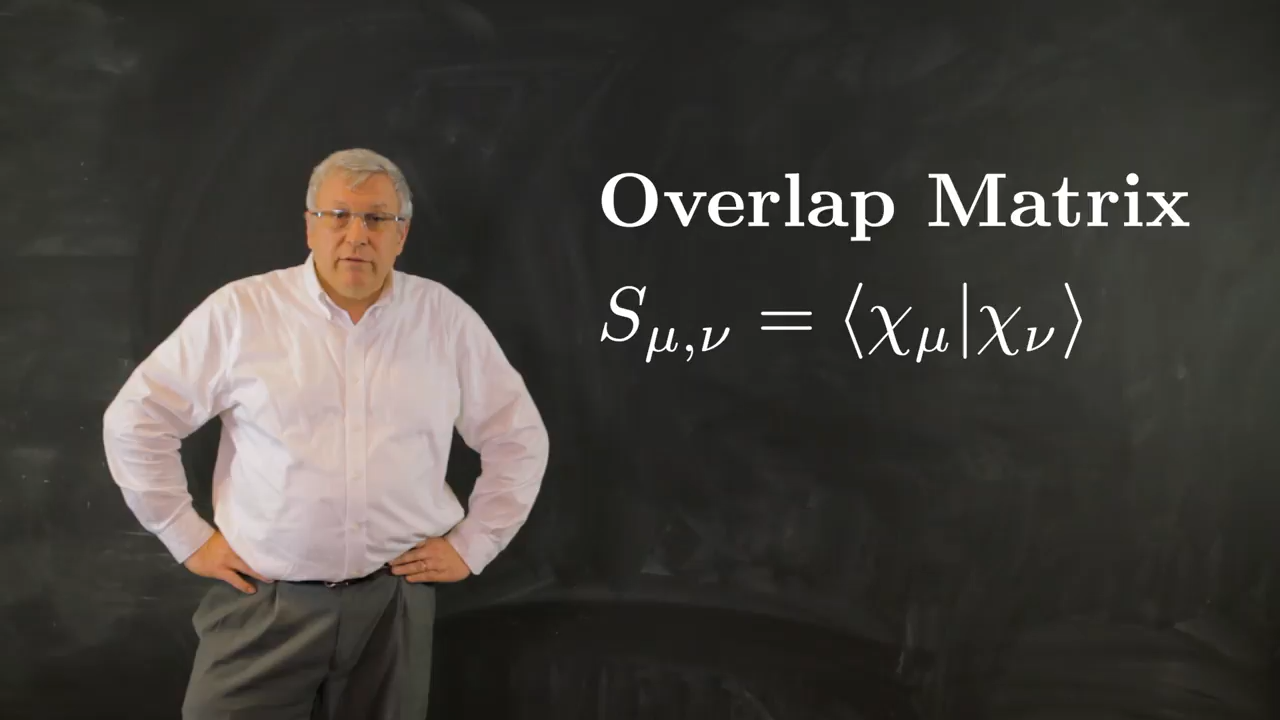 Overlap Matrix
S_{μ,ν} = ⟨χ_μ|χ_ν⟩